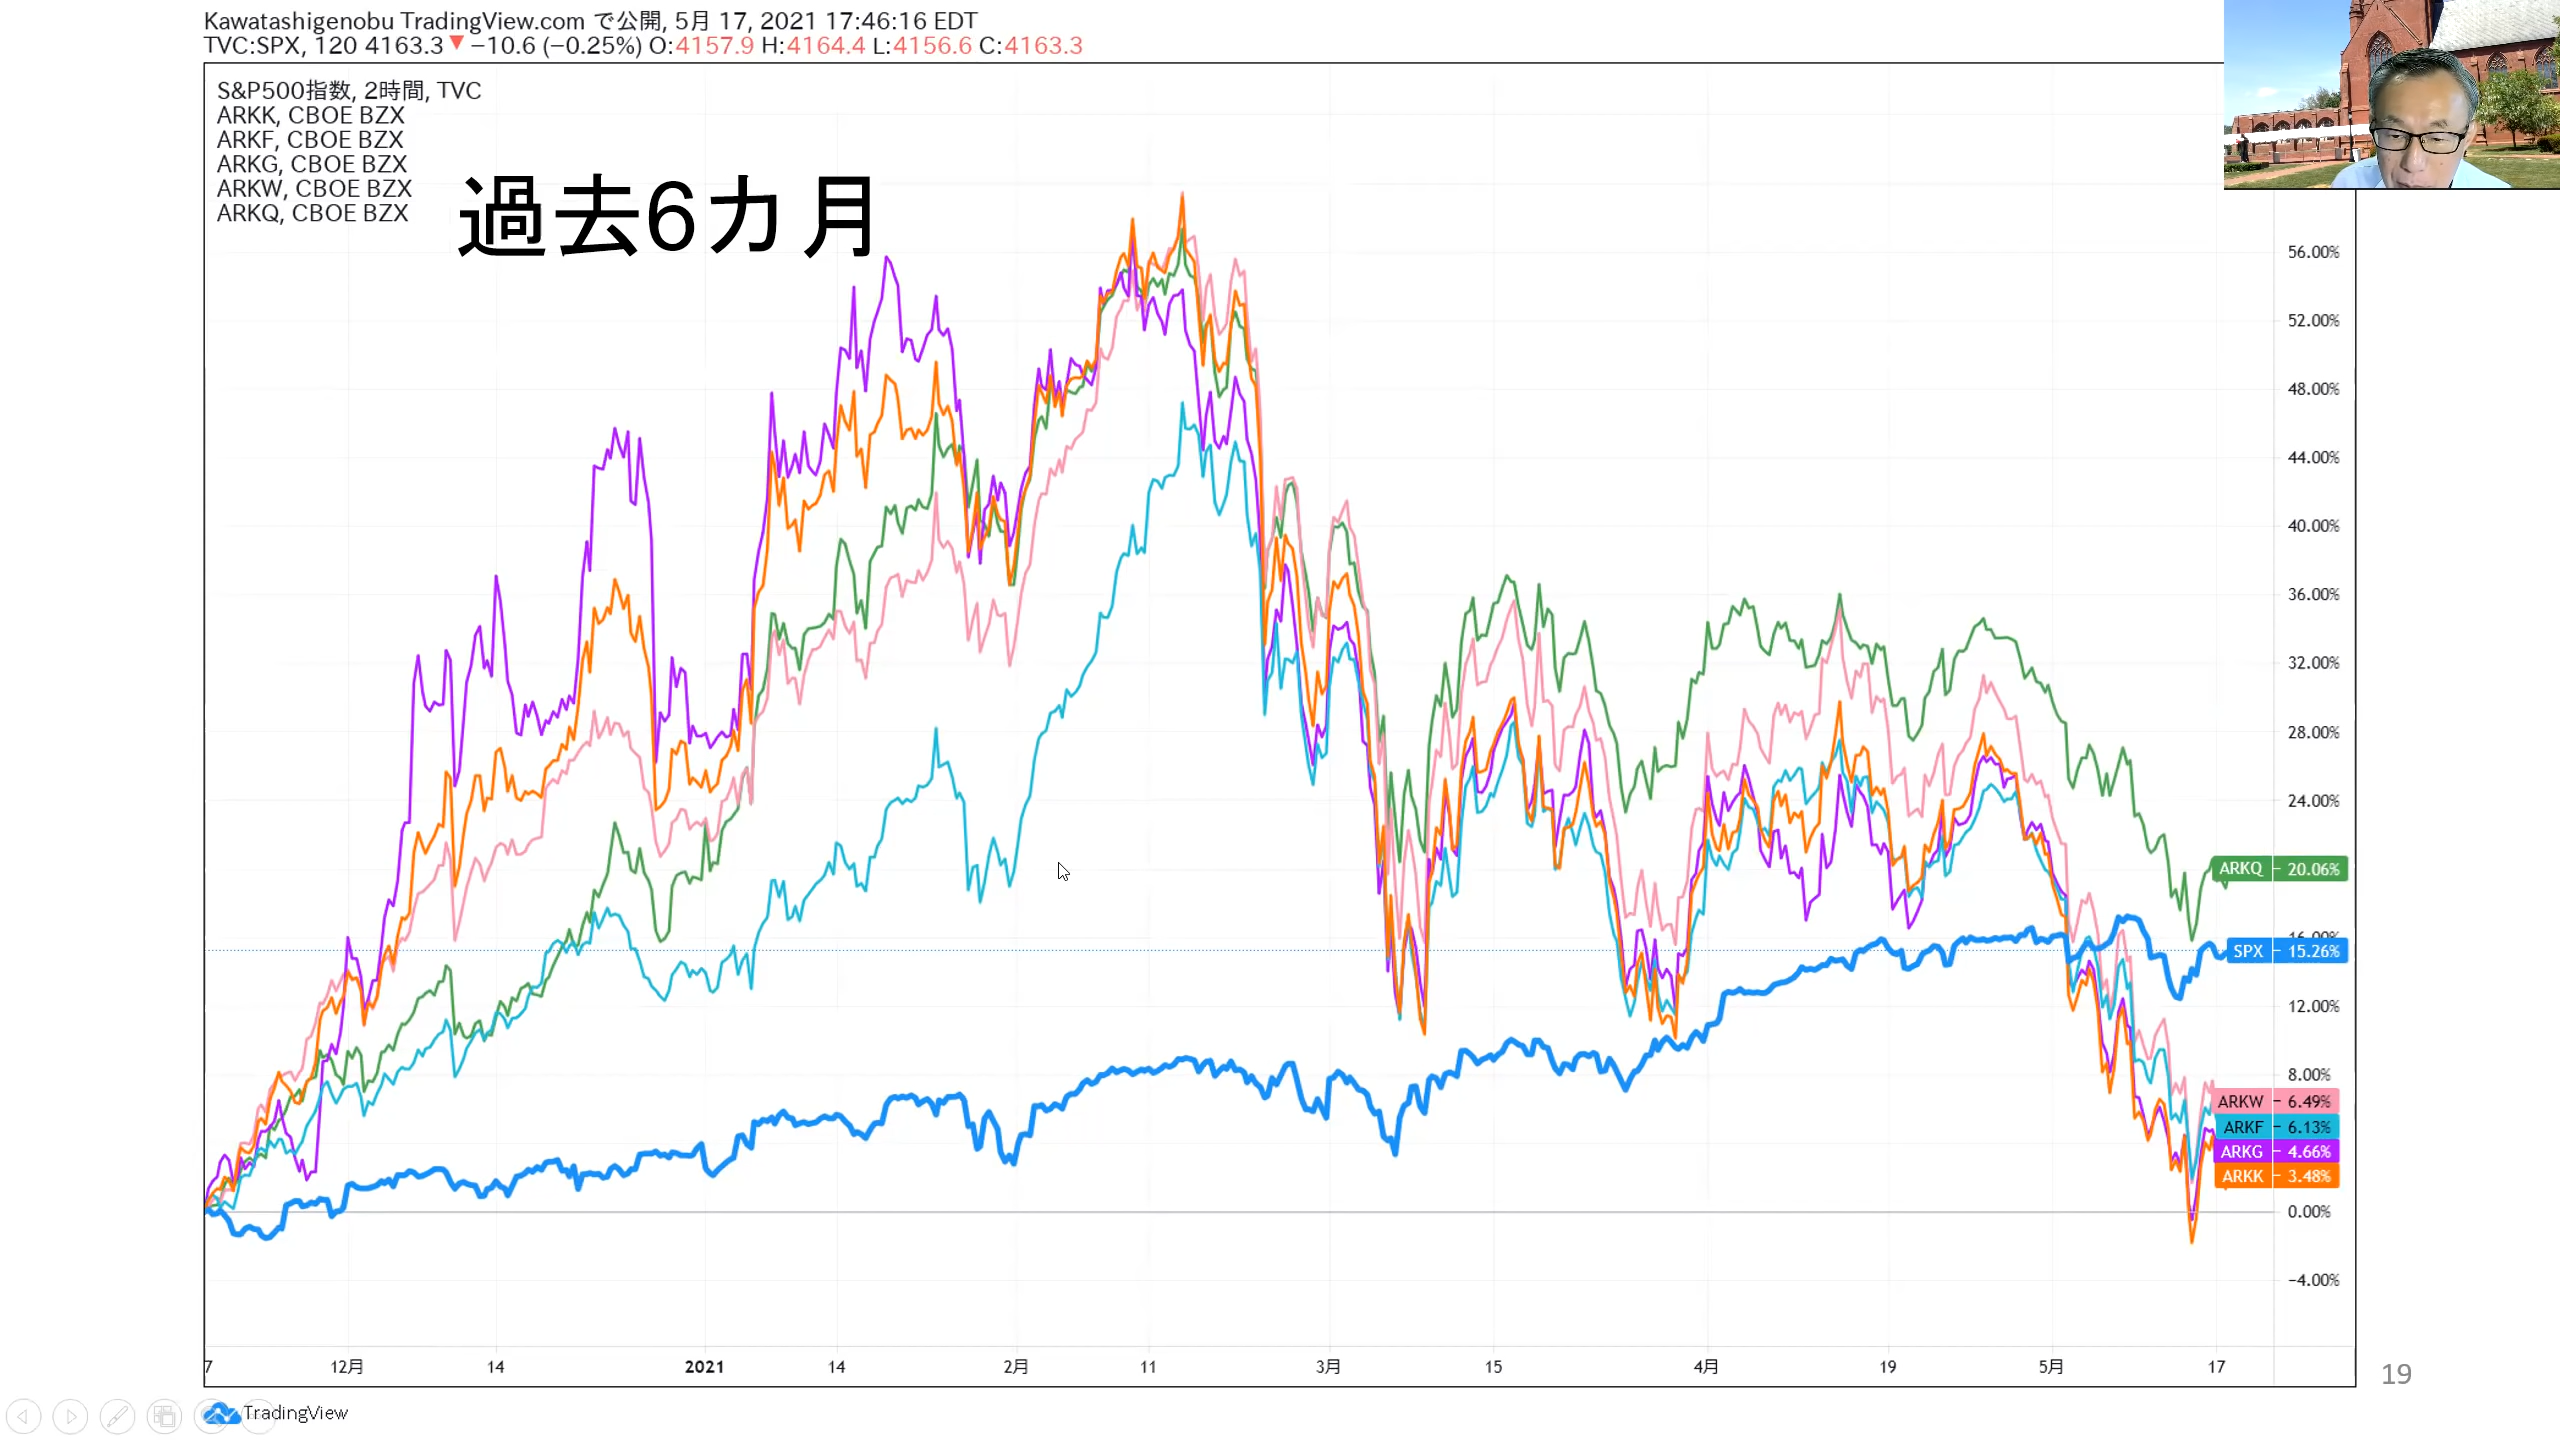 Kawatashigenobu TradingView.com で公開, 5月 17, 2021 17:46:16 EDT
TVC:SPX, 120 4163.3▼ −10.6 (−0.25%) O:4157.9 H:4164.4 L:4156.6 C:4163.3
S&P500指数, 2時間, TVC
ARKK, CBOE BZX
ARKF, CBOE BZX
ARKG, CBOE BZX
ARKW, CBOE BZX
ARKQ, CBOE BZX
過去6カ月
56.00%
52.00%
48.00%
44.00%
40.00%
36.00%
32.00%
28.00%
24.00%
ARKQ − 20.06%
16.00%
SPX − 15.26%
12.00%
8.00%
ARKW − 6.49%
ARKF − 6.13%
ARKG − 4.66%
ARKK − 3.48%
0.00%
−4.00%
7 12月 14 2021 14 2月 11 3月 15 4月 19 5月 17
19
TradingView